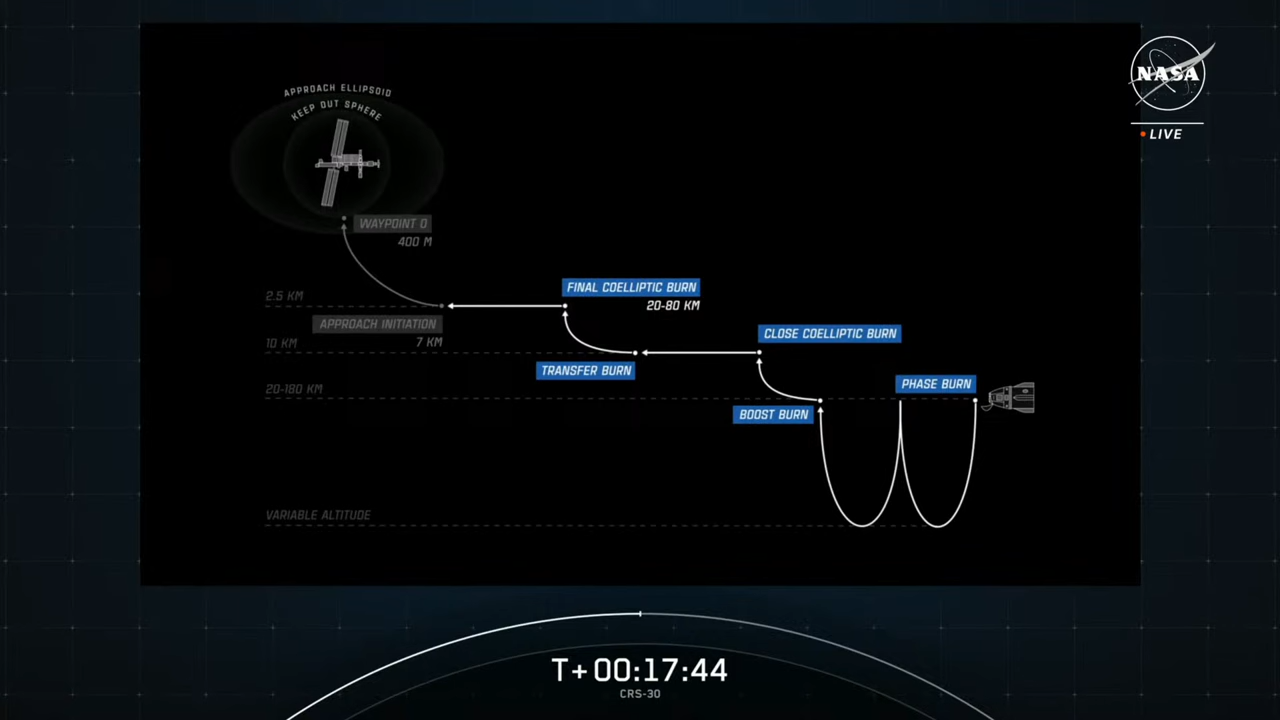 NASA
LIVE
APPROACH ELLIPSOID
KEEP OUT SPHERE
WAYPOINT 0
400 M
2.5 KM
FINAL COELLIPTIC BURN
20-80 KM
APPROACH INITIATION
7 KM
10 KM
CLOSE COELLIPTIC BURN
TRANSFER BURN
20-180 KM
PHASE BURN
BOOST BURN
VARIABLE ALTITUDE
T+00:17:44
CRS-30